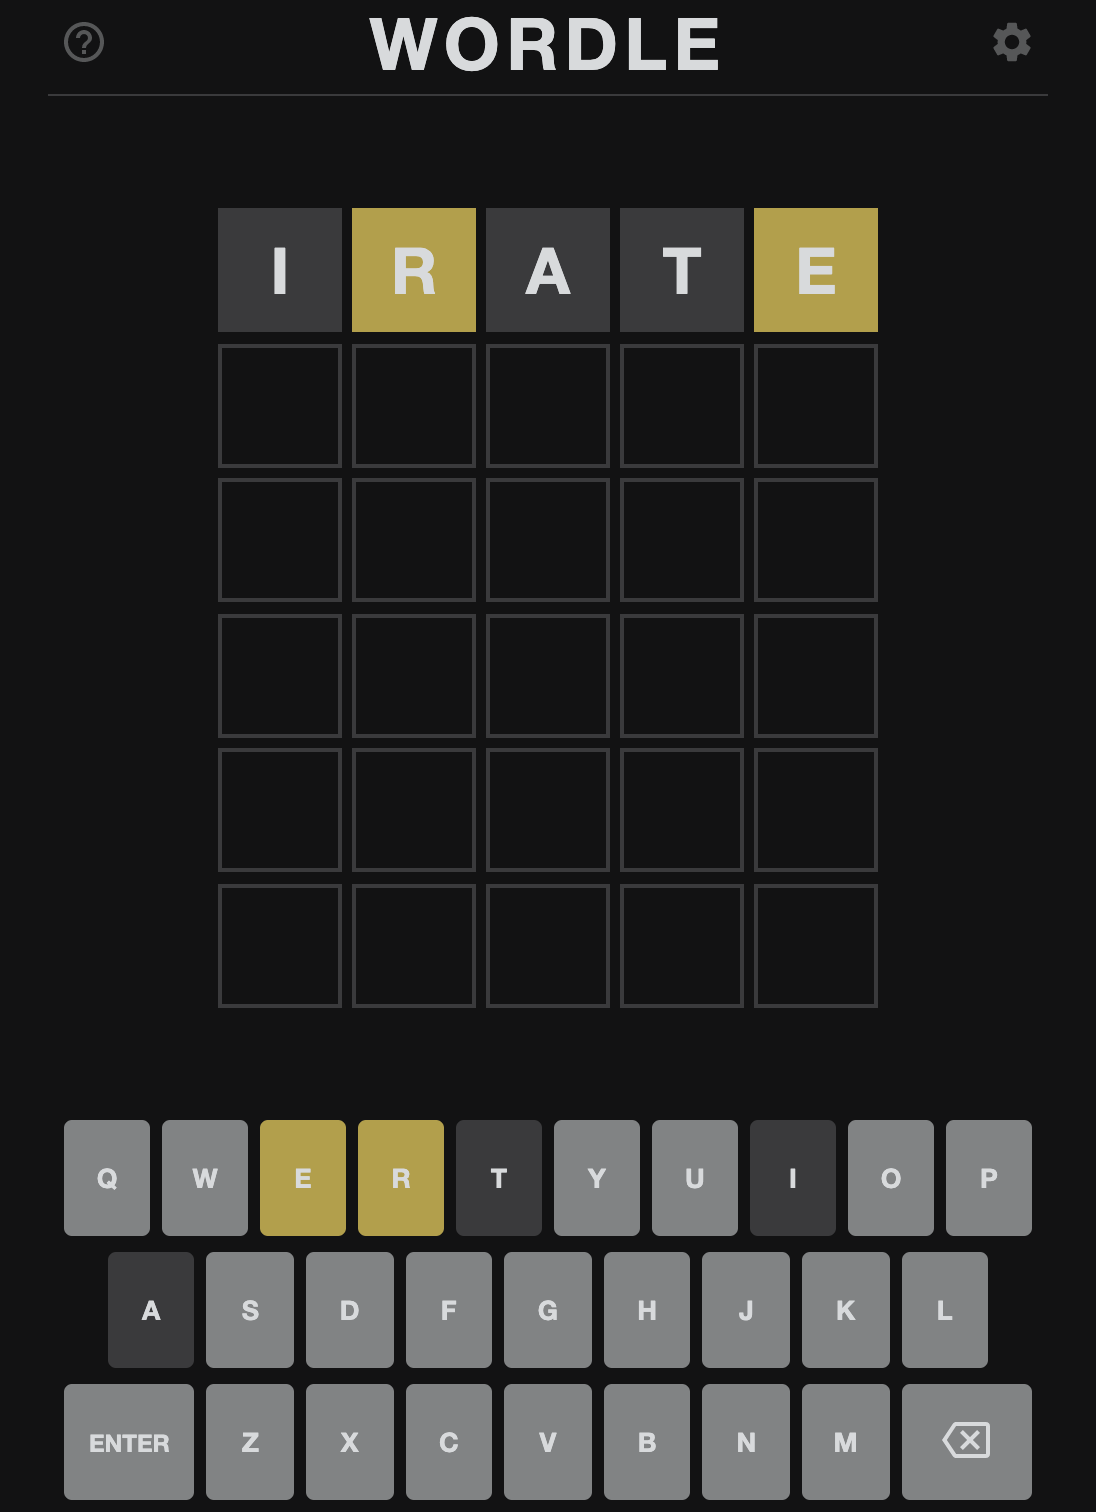 ?
WORDLE
I R A T E
Q W E R T Y U I O P
A S D F G H J K L
ENTER Z X C V B N M